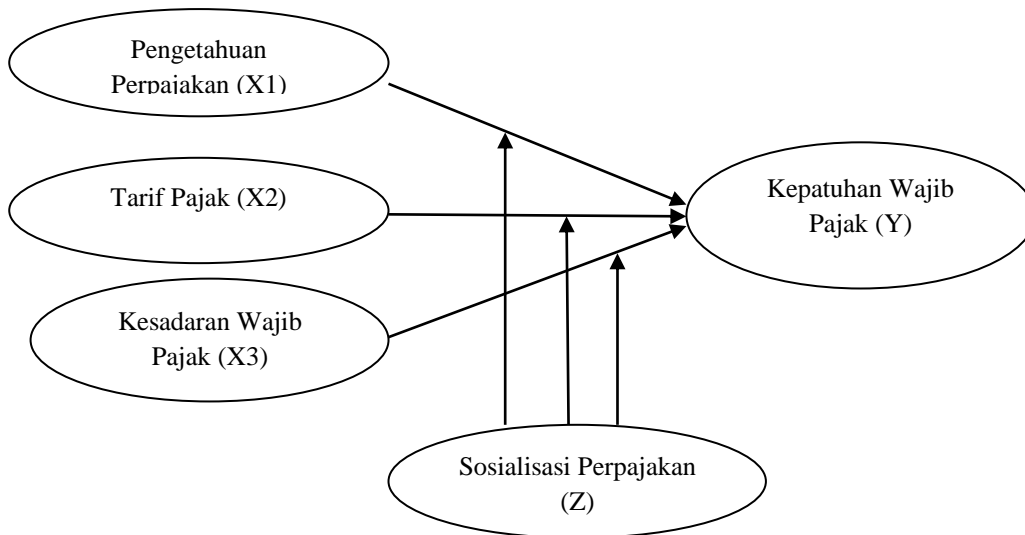 Pengetahuan
Perpajakan (X1)
Tarif Pajak (X2)
Kesadaran Wajib
Pajak (X3)
Kepatuhan Wajib
Pajak (Y)
Sosialisasi Perpajakan
(Z)